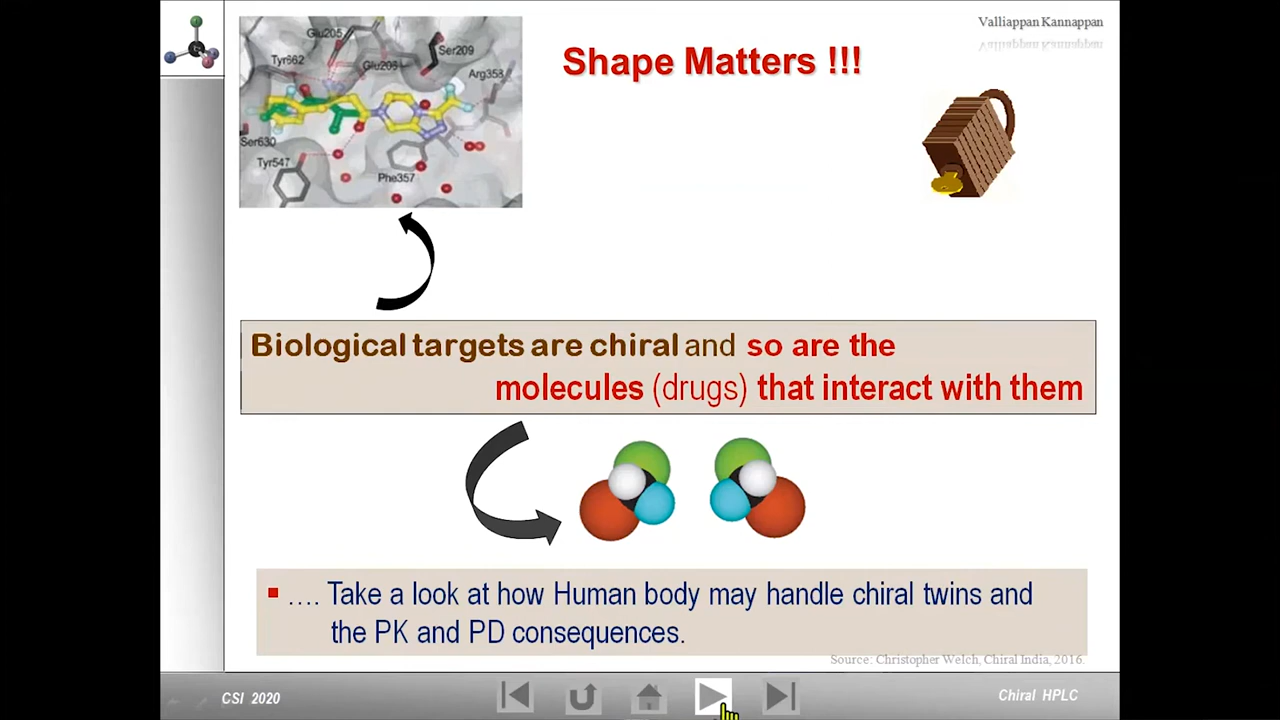 Valliappan Kannappan
Shape Matters !!!
Glu205
Ser209
Tyr662
Glu206
Arg358
Ser630
Tyr547
Phe357
Biological targets are chiral and so are the
molecules (drugs) that interact with them
▪ …. Take a look at how Human body may handle chiral twins and
the PK and PD consequences.
Source: Christopher Welch, Chiral India, 2016.
CSI 2020
Chiral HPLC